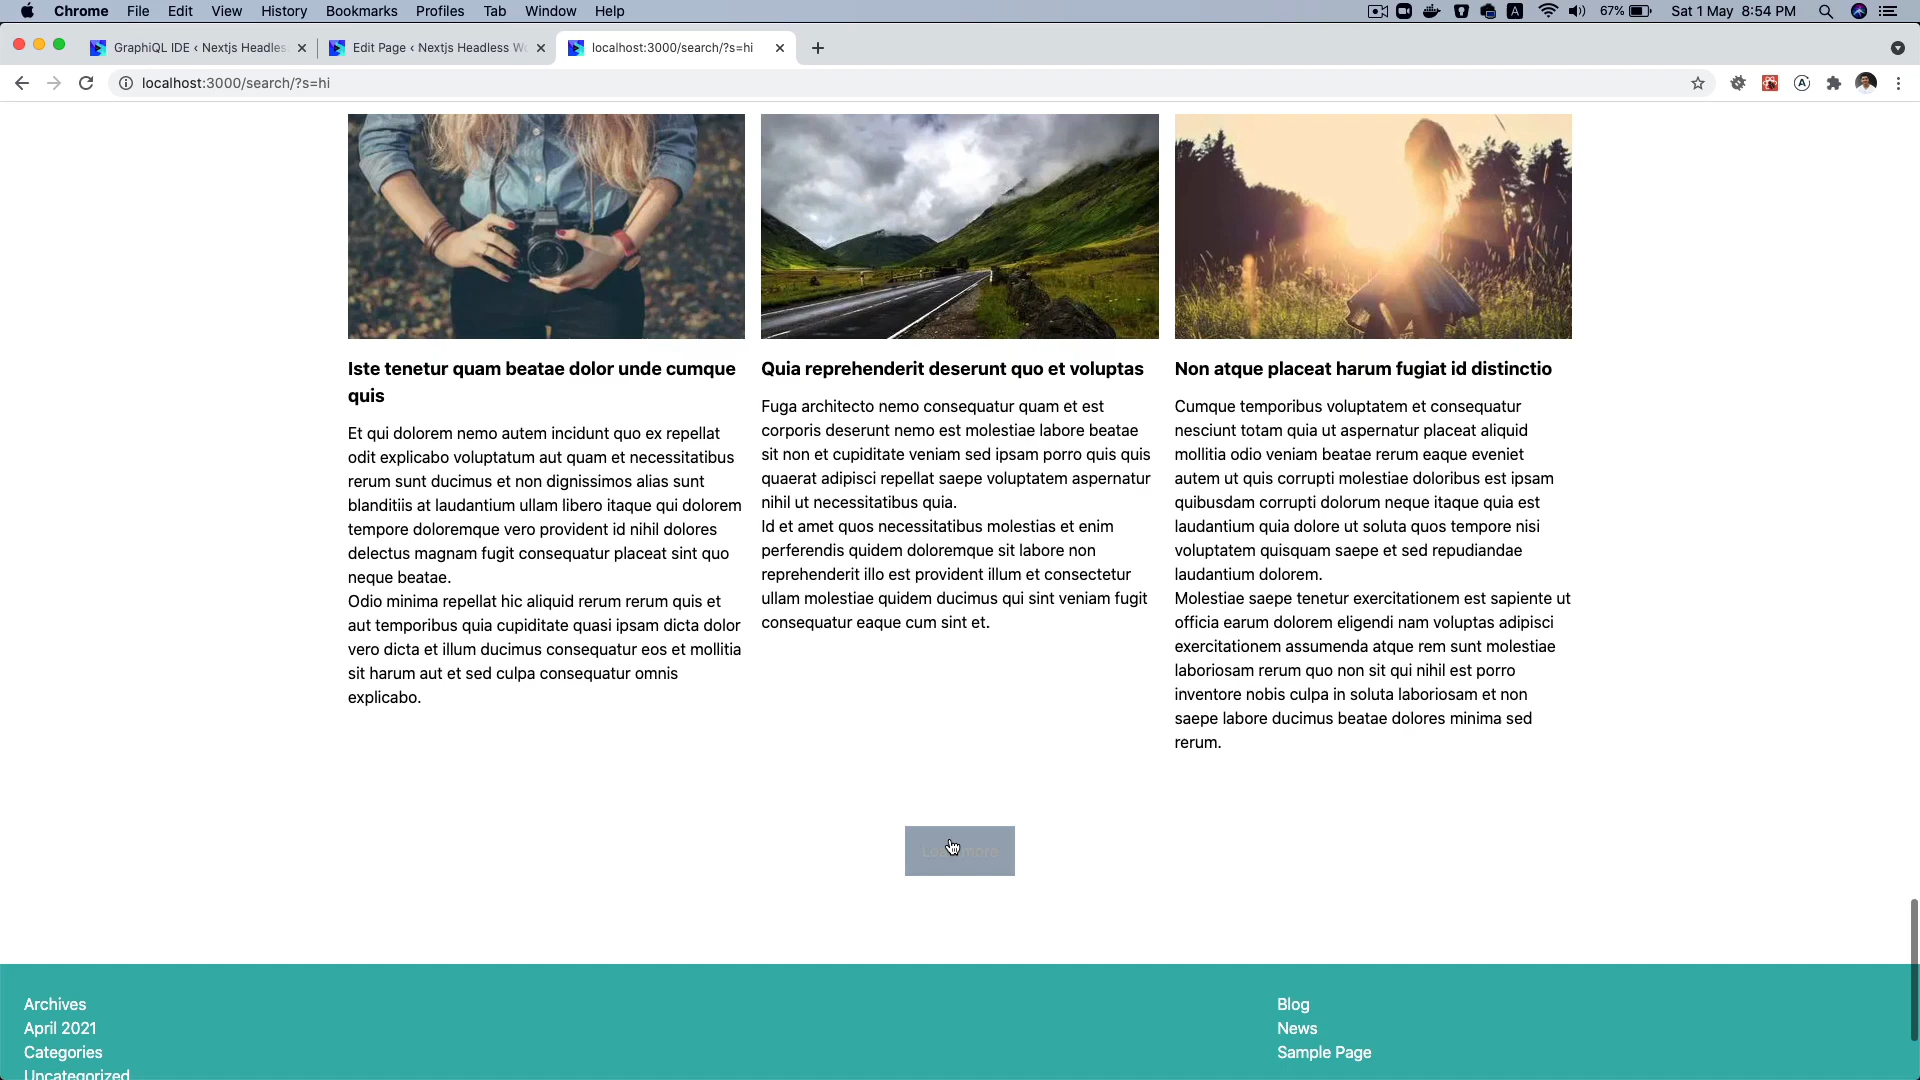 Chrome File Edit View History Bookmarks Profiles Tab Window Help
A 67% Sat 1 May 8:54 PM
GraphiQL IDE ‹ Nextjs Headles
Edit Page ‹ Nextjs Headless Wo
localhost:3000/search/?s=hi
localhost:3000/search/?s=hi
Iste tenetur quam beatae dolor unde cumque
quis
Et qui dolorem nemo autem incidunt quo ex repellat
odit explicabo voluptatum aut quam et necessitatibus
rerum sunt ducimus et non dignissimos alias sunt
blanditiis at laudantium ullam libero itaque qui dolorem
tempore doloremque vero provident id nihil dolores
delectus magnam fugit consequatur placeat sint quo
neque beatae.
Odio minima repellat hic aliquid rerum rerum quis et
aut temporibus quia cupiditate quasi ipsam dicta dolor
vero dicta et illum ducimus consequatur eos et mollitia
sit harum aut et sed culpa consequatur omnis
explicabo.
Quia reprehenderit deserunt quo et voluptas
Fuga architecto nemo consequatur quam et est
corporis deserunt nemo est molestiae labore beatae
sit non et cupiditate veniam sed ipsam porro quis quis
quaerat adipisci repellat saepe voluptatem aspernatur
nihil ut necessitatibus quia.
Id et amet quos necessitatibus molestias et enim
perferendis quidem doloremque sit labore non
reprehenderit illo est provident illum et consectetur
ullam molestiae quidem ducimus qui sint veniam fugit
consequatur eaque cum sint et.
Non atque placeat harum fugiat id distinctio
Cumque temporibus voluptatem et consequatur
nesciunt totam quia ut aspernatur placeat aliquid
mollitia odio veniam beatae rerum eaque eveniet
autem ut quis corrupti molestiae doloribus est ipsam
quibusdam corrupti dolorum neque itaque quia est
laudantium quia dolore ut soluta quos tempore nisi
voluptatem quisquam saepe et sed repudiandae
laudantium dolorem.
Molestiae saepe tenetur exercitationem est sapiente ut
officia earum dolorem eligendi nam voluptas adipisci
exercitationem assumenda atque rem sunt molestiae
laboriosam rerum quo non sit qui nihil est porro
inventore nobis culpa in soluta laboriosam et non
saepe labore ducimus beatae dolores minima sed
rerum.
Load more
Archives
April 2021
Categories
Uncategorized
Blog
News
Sample Page